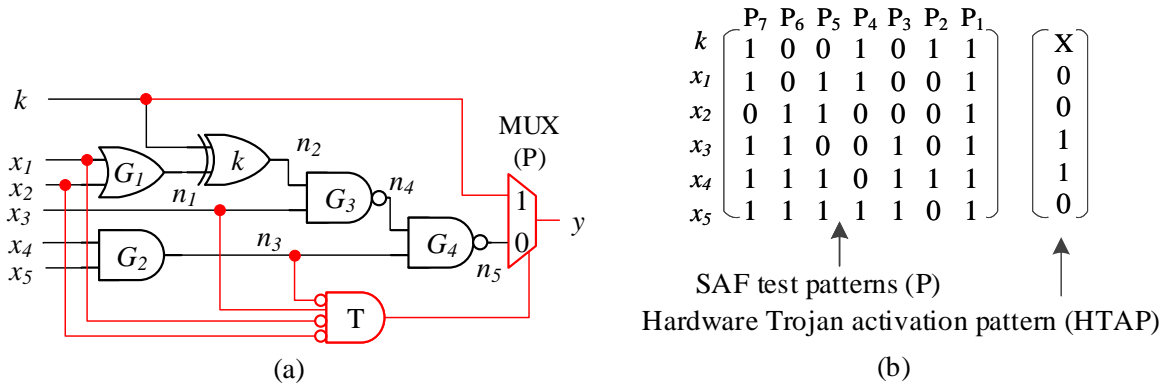 k
x1
x2
x3
x4
x5
G1
G2
n1
k
n2
G3
n3
n4
G4
n5
MUX
(P)
1
0
y
T
(a)
P7 P6 P5 P4 P3 P2 P1
k 1 0 0 1 0 1 1 X
x1 1 0 1 1 0 0 1 0
x2 0 1 1 0 0 0 1 0
x3 1 1 0 0 1 0 1 1
x4 1 1 1 0 1 1 1 1
x5 1 1 1 1 1 0 1 0
SAF test patterns (P)
Hardware Trojan activation pattern (HTAP)
(b)